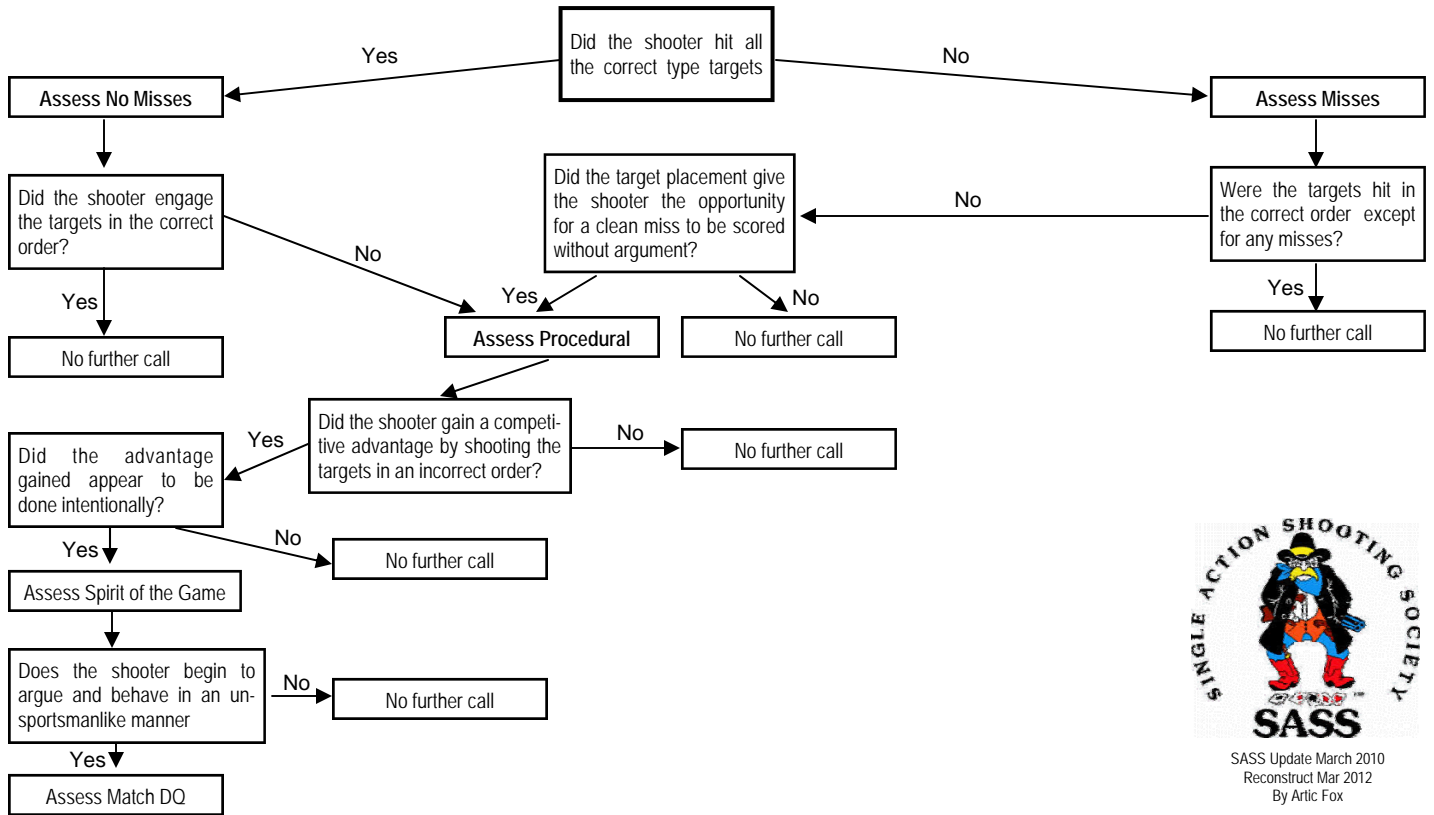 Did the shooter hit all
the correct type targets
Yes
No
Assess No Misses
Assess Misses
Did the shooter engage
the targets in the correct
order?
Did the target placement give
the shooter the opportunity
for a clean miss to be scored
without argument?
No
Were the targets hit in
the correct order except
for any misses?
No
Yes
Yes
No
Yes
No further call
Assess Procedural
No further call
No further call
Did the shooter gain a competi-
tive advantage by shooting the
targets in an incorrect order?
Yes
No
No further call
Did the advantage
gained appear to be
done intentionally?
Yes
No
No further call
Assess Spirit of the Game
Does the shooter begin to
argue and behave in an un-
sportsmanlike manner
No
No further call
Yes
Assess Match DQ
SINGLE ACTION SHOOTING SOCIETY
SASS
SASS Update March 2010
Reconstruct Mar 2012
By Artic Fox